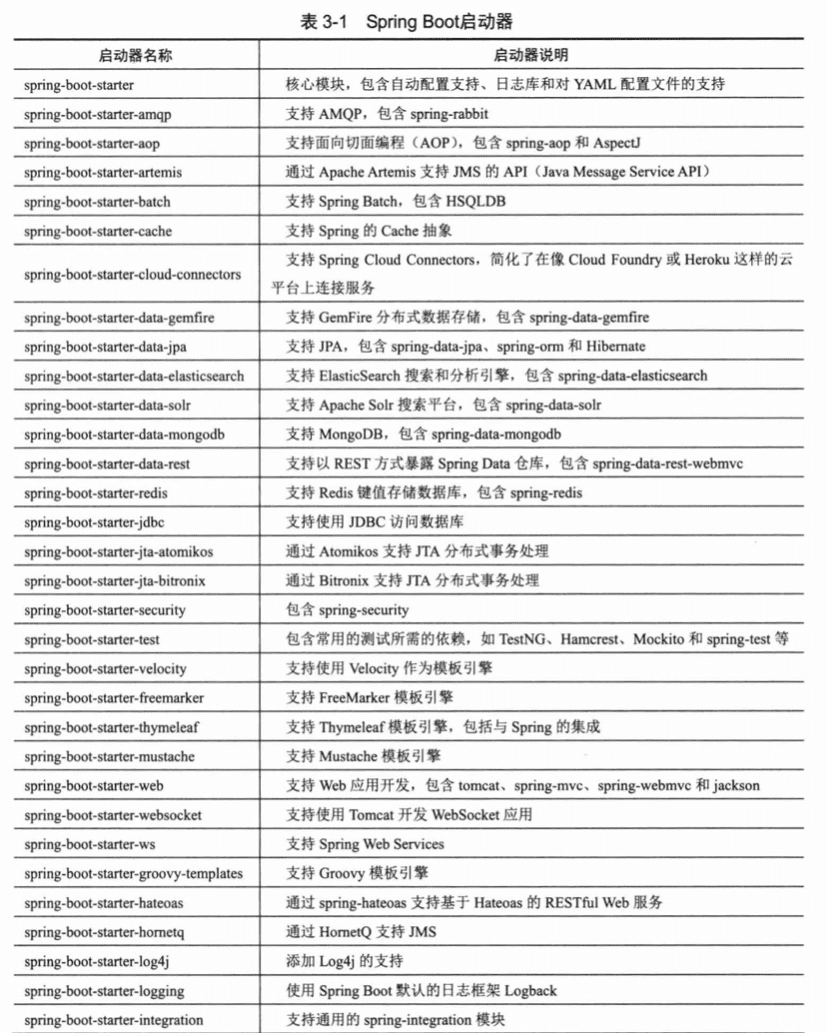 表 3-1 Spring Boot启动器
启动器名称 启动器说明
spring-boot-starter 核心模块，包含自动配置支持、日志库和对 YAML 配置文件的支持
spring-boot-starter-amqp 支持 AMQP，包含 spring-rabbit
spring-boot-starter-aop 支持面向切面编程（AOP），包含 spring-aop 和 AspectJ
spring-boot-starter-artemis 通过 Apache Artemis 支持 JMS 的 API（Java Message Service API）
spring-boot-starter-batch 支持 Spring Batch，包含 HSQLDB
spring-boot-starter-cache 支持 Spring 的 Cache 抽象
spring-boot-starter-cloud-connectors 支持 Spring Cloud Connectors，简化了在像 Cloud Foundry 或 Heroku 这样的云
平台上连接服务
spring-boot-starter-data-gemfire 支持 GemFire 分布式数据存储，包含 spring-data-gemfire
spring-boot-starter-data-jpa 支持 JPA，包含 spring-data-jpa、spring-orm 和 Hibernate
spring-boot-starter-data-elasticsearch 支持 ElasticSearch 搜索和分析引擎，包含 spring-data-elasticsearch
spring-boot-starter-data-solr 支持 Apache Solr 搜索平台，包含 spring-data-solr
spring-boot-starter-data-mongodb 支持 MongoDB，包含 spring-data-mongodb
spring-boot-starter-data-rest 支持以 REST 方式暴露 Spring Data 仓库，包含 spring-data-rest-webmvc
spring-boot-starter-redis 支持 Redis 键值存储数据库，包含 spring-redis
spring-boot-starter-jdbc 支持使用 JDBC 访问数据库
spring-boot-starter-jta-atomikos 通过 Atomikos 支持 JTA 分布式事务处理
spring-boot-starter-jta-bitronix 通过 Bitronix 支持 JTA 分布式事务处理
spring-boot-starter-security 包含 spring-security
spring-boot-starter-test 包含常用的测试所需的依赖，如 TestNG、Hamcrest、Mockito 和 spring-test 等
spring-boot-starter-velocity 支持使用 Velocity 作为模板引擎
spring-boot-starter-freemarker 支持 FreeMarker 模板引擎
spring-boot-starter-thymeleaf 支持 Thymeleaf 模板引擎，包括与 Spring 的集成
spring-boot-starter-mustache 支持 Mustache 模板引擎
spring-boot-starter-web 支持 Web 应用开发，包含 tomcat、spring-mvc、spring-webmvc 和 jackson
spring-boot-starter-websocket 支持使用 Tomcat 开发 WebSocket 应用
spring-boot-starter-ws 支持 Spring Web Services
spring-boot-starter-groovy-templates 支持 Groovy 模板引擎
spring-boot-starter-hateoas 通过 spring-hateoas 支持基于 Hateoas 的 RESTful Web 服务
spring-boot-starter-hornetq 通过 HornetQ 支持 JMS
spring-boot-starter-log4j 添加 Log4j 的支持
spring-boot-starter-logging 使用 Spring Boot 默认的日志框架 Logback
spring-boot-starter-integration 支持通用的 spring-integration 模块